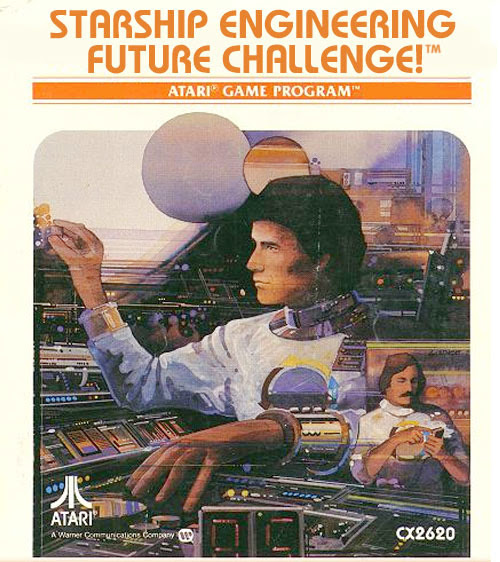 STARSHIP ENGINEERING
FUTURE CHALLENGE!™
ATARI® GAME PROGRAM™
ATARI®
A Warner Communications Company
CX2620